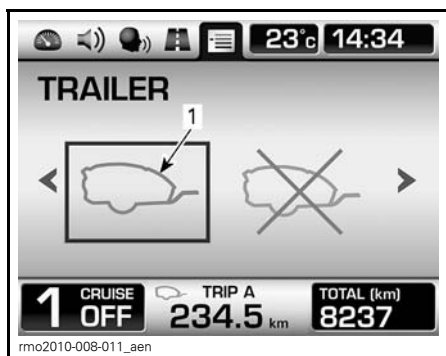 23°c 14:34
TRAILER
1
1 CRUISE OFF
TRIP A
234.5 km
TOTAL (km)
8237
rmo2010-008-011_aen